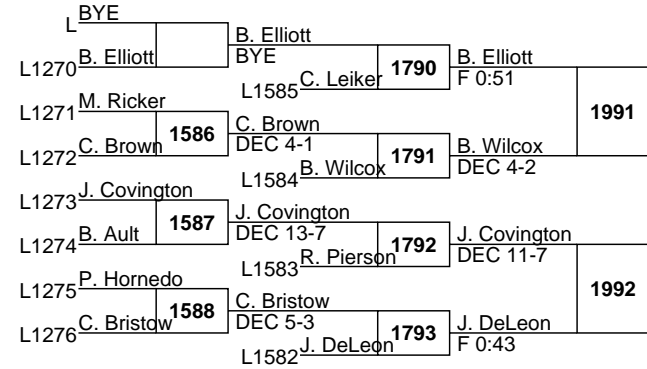 L BYE
L1270 B. Elliott
B. Elliott
BYE
L1585 C. Leiker
1790
B. Elliott
F 0:51
L1271 M. Ricker
1586
L1272 C. Brown
C. Brown
DEC 4-1
L1584 B. Wilcox
1791
B. Wilcox
DEC 4-2
1991
L1273 J. Covington
1587
L1274 B. Ault
J. Covington
DEC 13-7
L1583 R. Pierson
1792
J. Covington
DEC 11-7
L1275 P. Hornedo
1588
L1276 C. Bristow
C. Bristow
DEC 5-3
L1582 J. DeLeon
1793
J. DeLeon
F 0:43
1992